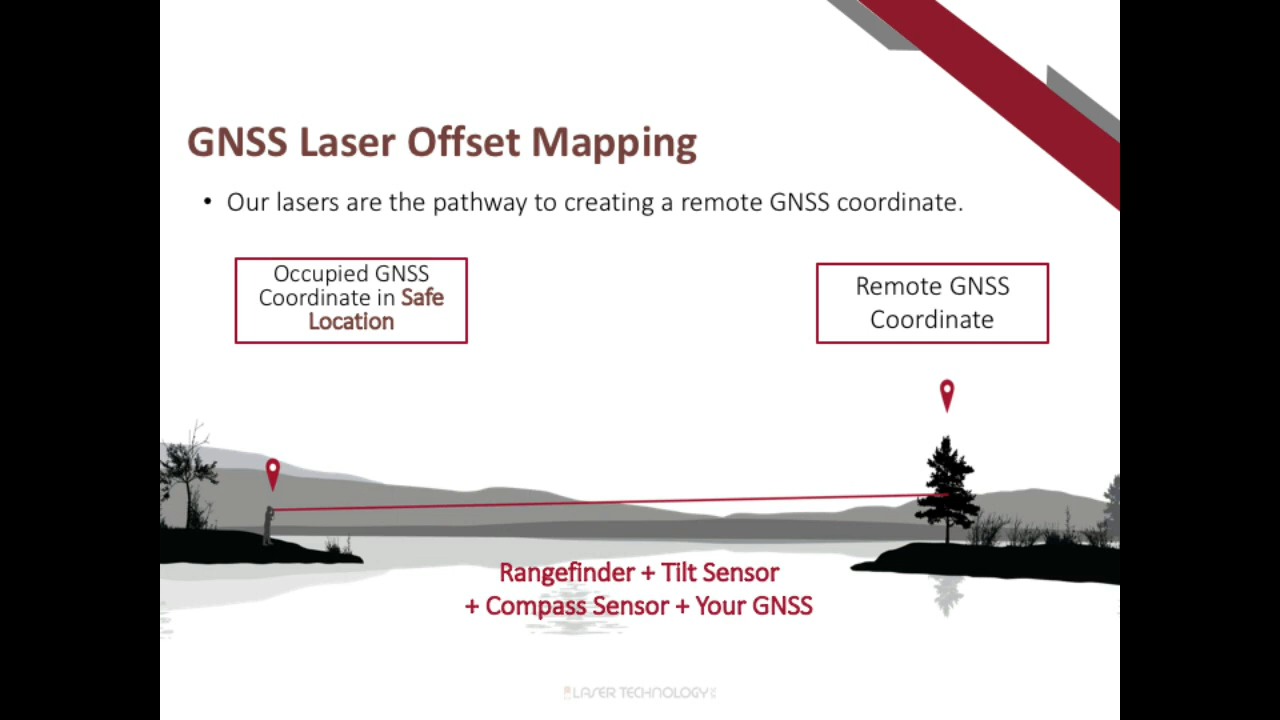 GNSS Laser Offset Mapping
• Our lasers are the pathway to creating a remote GNSS coordinate.
Occupied GNSS
Coordinate in Safe
Location
Remote GNSS
Coordinate
Rangefinder + Tilt Sensor
+ Compass Sensor + Your GNSS
LASER TECHNOLOGY